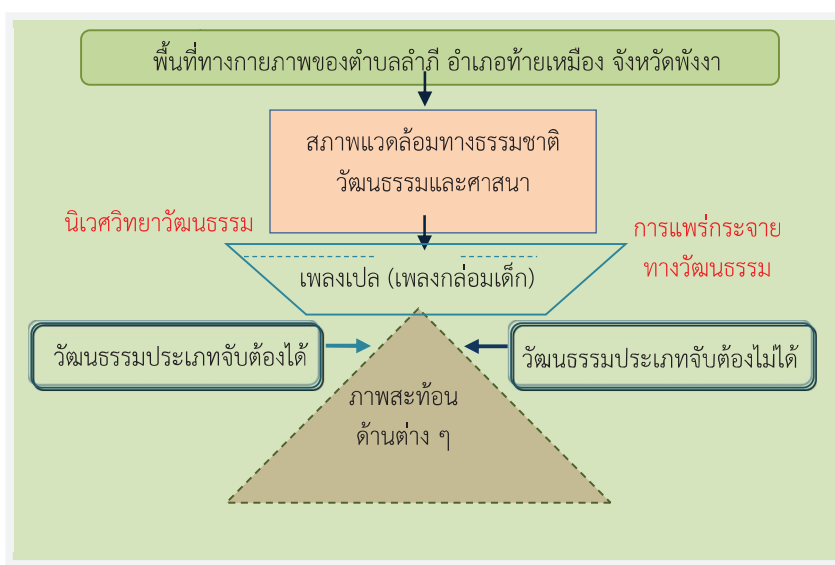 พื้นที่ทางกายภาพของตำบลลำภี อำเภอท้ายเหมือง จังหวัดพังงา
สภาพแวดล้อมทางธรรมชาติ
วัฒนธรรมและศาสนา
นิเวศวิทยาวัฒนธรรม
การแพร่กระจาย
ทางวัฒนธรรม
เพลงเปล (เพลงกล่อมเด็ก)
วัฒนธรรมประเภทจับต้องได้
วัฒนธรรมประเภทจับต้องไม่ได้
ภาพสะท้อน
ด้านต่าง ๆ